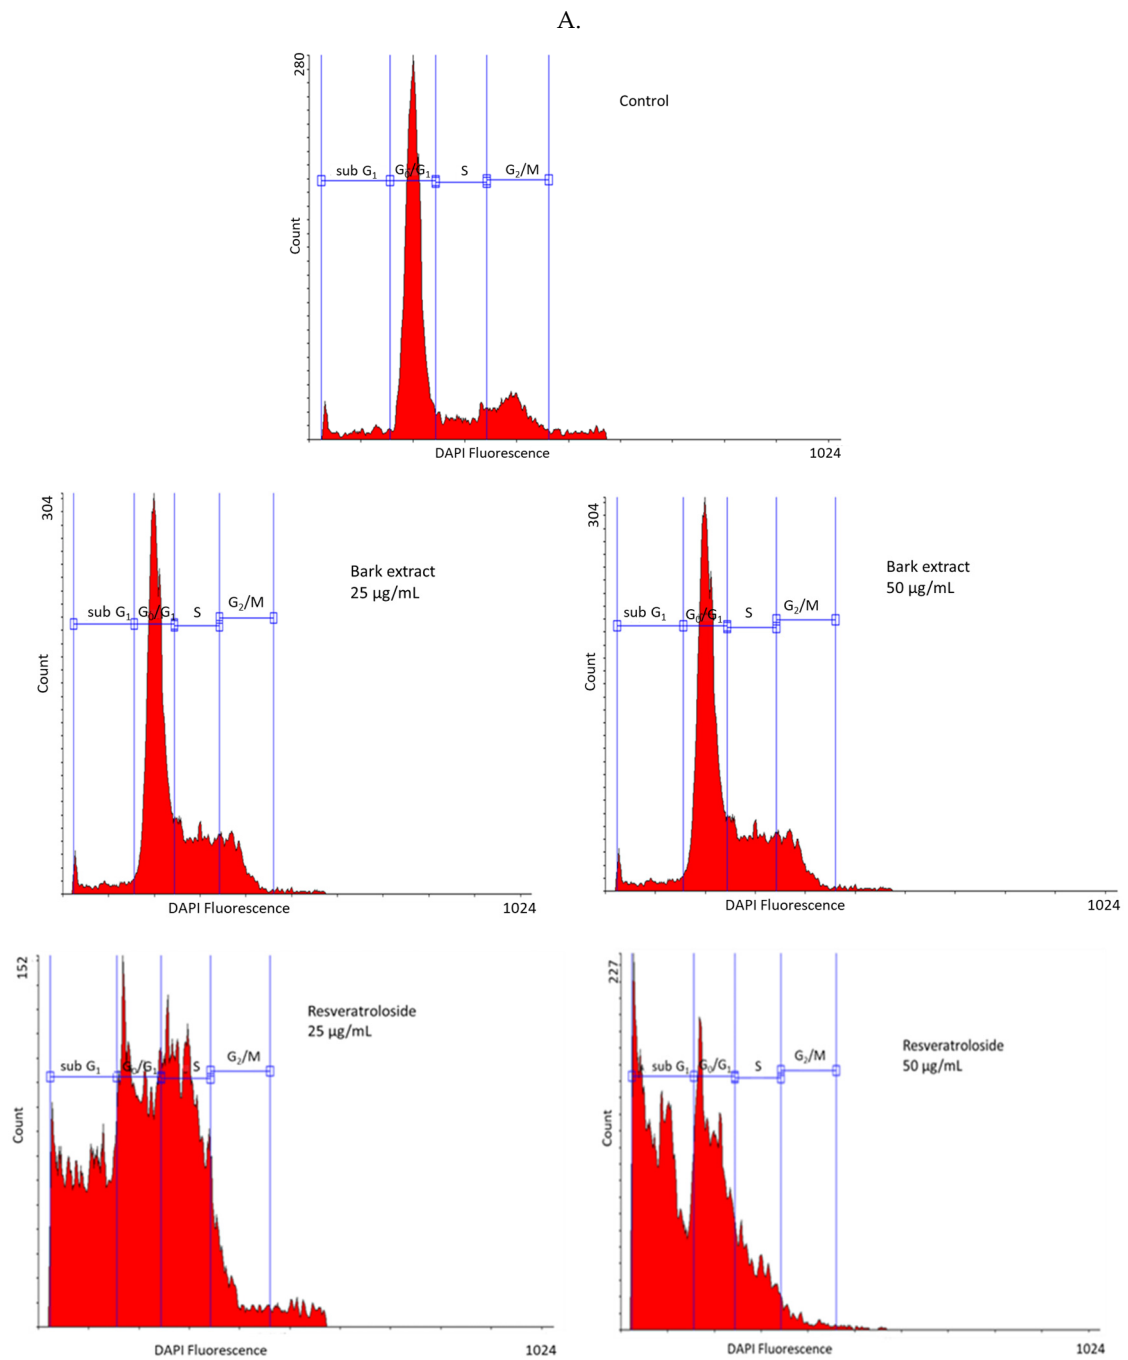 A.
280
Control
sub G₁ G₀/G₁ S G₂/M
Count
DAPI Fluorescence 1024
304
Bark extract
25 µg/mL
sub G₁ G₀/G₁ S G₂/M
Count
DAPI Fluorescence 1024
304
Bark extract
50 µg/mL
sub G₁ G₀/G₁ S G₂/M
Count
DAPI Fluorescence 1024
152
Resveratroloside
25 µg/mL
sub G₁ G₀/G₁ S G₂/M
Count
DAPI Fluorescence 1024
227
Resveratroloside
50 µg/mL
sub G₁ G₀/G₁ S G₂/M
Count
DAPI Fluorescence 1024